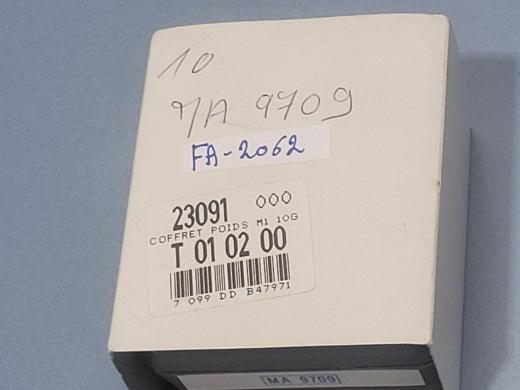 10
MA 9709
FA-2062
23091 000
COFFRET POIDS M1 10G
T 01 02 00
7 099 DD B47971
MA 9709